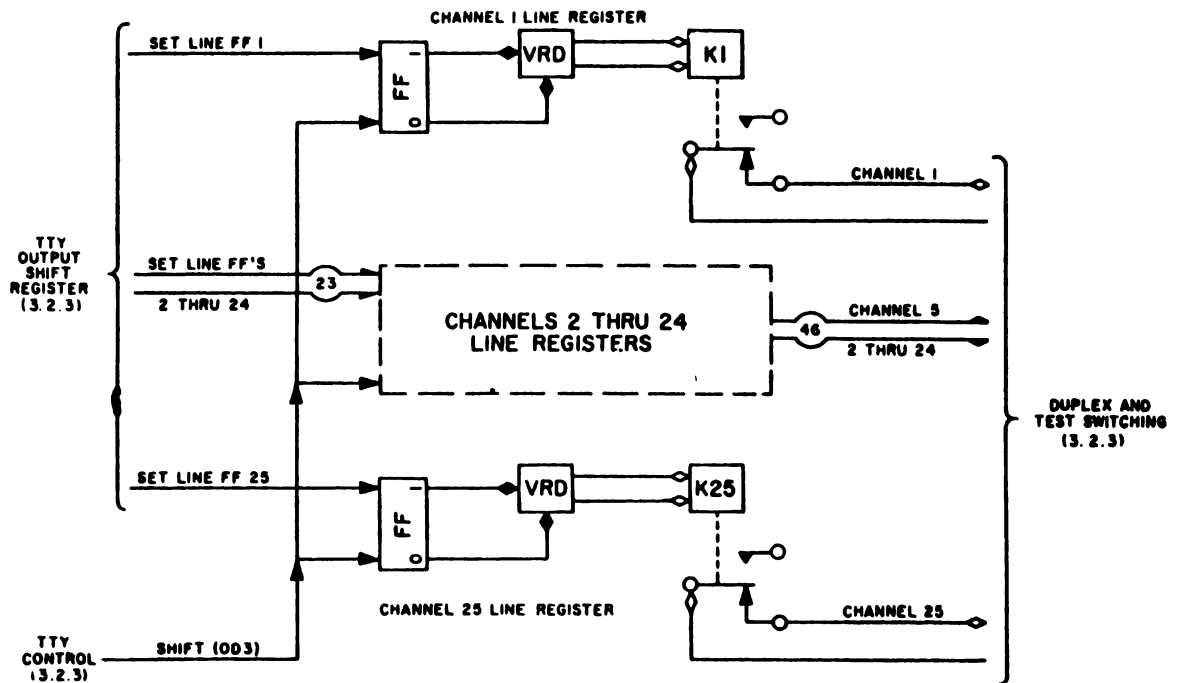 CHANNEL 1 LINE REGISTER
SET LINE FF 1
FF
1
0
VRD
K1
CHANNEL 1
TTY
OUTPUT
SHIFT
REGISTER
(3.2.3)
SET LINE FF'S
23
2 THRU 24
CHANNELS 2 THRU 24
LINE REGISTERS
CHANNEL 5
46
2 THRU 24
DUPLEX AND
TEST SWITCHING
(3.2.3)
SET LINE FF 25
FF
1
0
VRD
K25
CHANNEL 25
CHANNEL 25 LINE REGISTER
TTY
CONTROL
(3.2.3)
SHIFT (OD3)